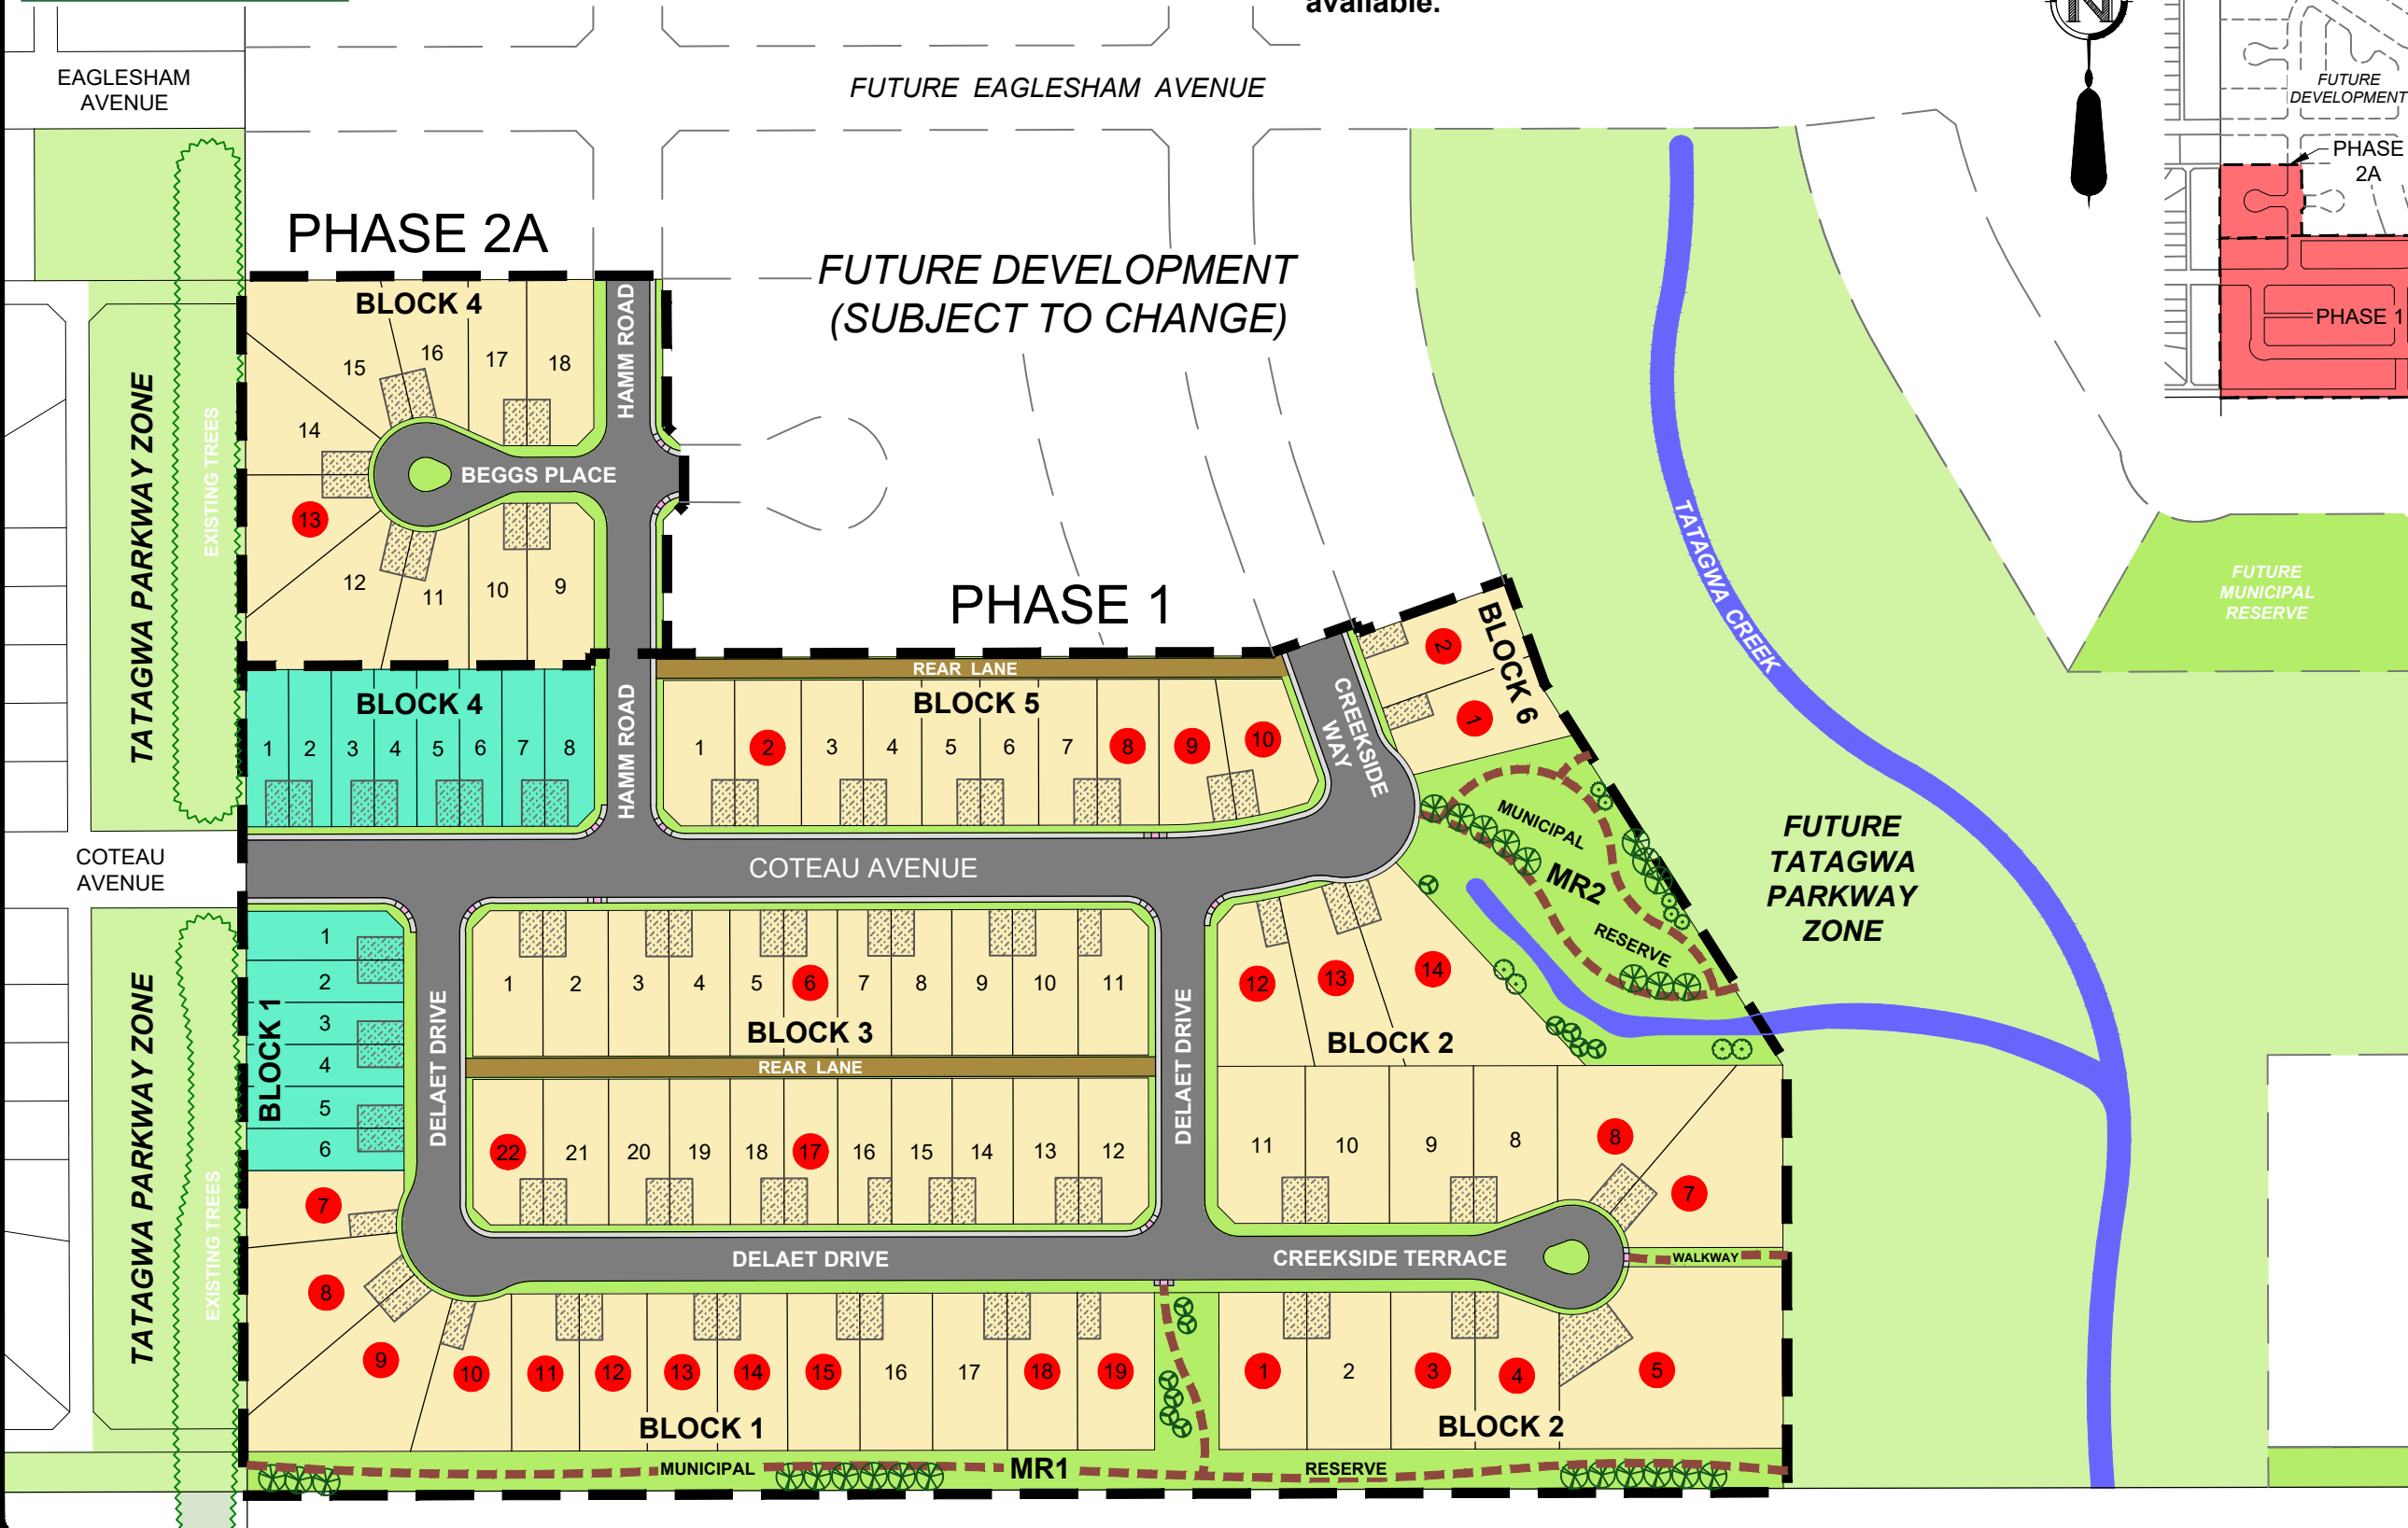 available.
N
EAGLESHAM
AVENUE
FUTURE EAGLESHAM AVENUE
FUTURE
DEVELOPMENT
PHASE
2A
PHASE 1
PHASE 2A
FUTURE DEVELOPMENT
(SUBJECT TO CHANGE)
BLOCK 4
15
16
17
18
14
13
12
11
10
9
HAMM ROAD
BEGGS PLACE
TATAGWA PARKWAY ZONE
EXISTING TREES
TATAGWA CREEK
FUTURE
MUNICIPAL
RESERVE
PHASE 1
REAR LANE
BLOCK 4
1
2
3
4
5
6
7
8
HAMM ROAD
BLOCK 5
1
2
3
4
5
6
7
8
9
10
CREEKSIDE
WAY
BLOCK 6
2
1
MUNICIPAL
MR2
RESERVE
FUTURE
TATAGWA
PARKWAY
ZONE
COTEAU
AVENUE
COTEAU AVENUE
TATAGWA PARKWAY ZONE
EXISTING TREES
BLOCK 1
1
2
3
4
5
6
7
8
9
DELAET DRIVE
1
2
3
4
5
6
7
8
9
10
11
BLOCK 3
REAR LANE
22
21
20
19
18
17
16
15
14
13
12
DELAET DRIVE
12
13
14
BLOCK 2
11
10
9
8
8
7
DELAET DRIVE
CREEKSIDE TERRACE
WALKWAY
10
11
12
13
14
15
16
17
18
19
BLOCK 1
1
2
3
4
5
BLOCK 2
MUNICIPAL
MR1
RESERVE